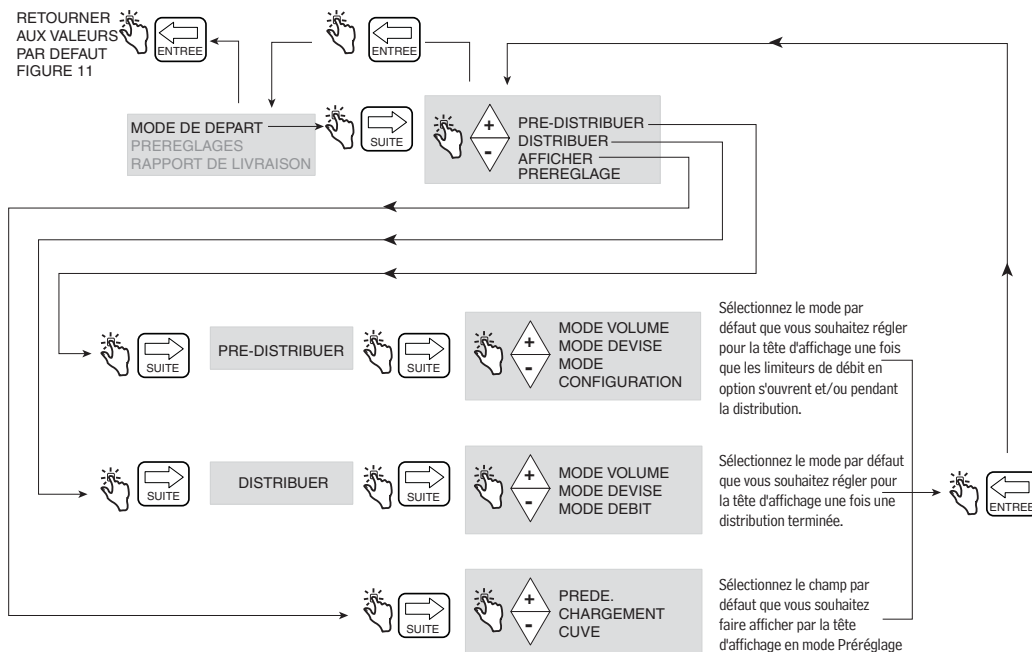 RETOURNER
AUX VALEURS
PAR DEFAUT
FIGURE 11
ENTREE
ENTREE
MODE DE DEPART
PREREGLAGES
RAPPORT DE LIVRAISON
SUITE
+
-
PRE-DISTRIBUER
DISTRIBUER
AFFICHER
PREREGLAGE
SUITE
PRE-DISTRIBUER
SUITE
+
-
MODE VOLUME
MODE DEVISE
MODE
CONFIGURATION
Sélectionnez le mode par
défaut que vous souhaitez régler
pour la tête d'affichage une fois
que les limiteurs de débit en
option s'ouvrent et/ou pendant
la distribution.
SUITE
DISTRIBUER
SUITE
+
-
MODE VOLUME
MODE DEVISE
MODE DEBIT
Sélectionnez le mode par défaut
que vous souhaitez régler pour
la tête d'affichage une fois une
distribution terminée.
ENTREE
SUITE
+
-
PREDE.
CHARGEMENT
CUVE
Sélectionnez le champ par
défaut que vous souhaitez
faire afficher par la tête
d'affichage en mode Préréglage